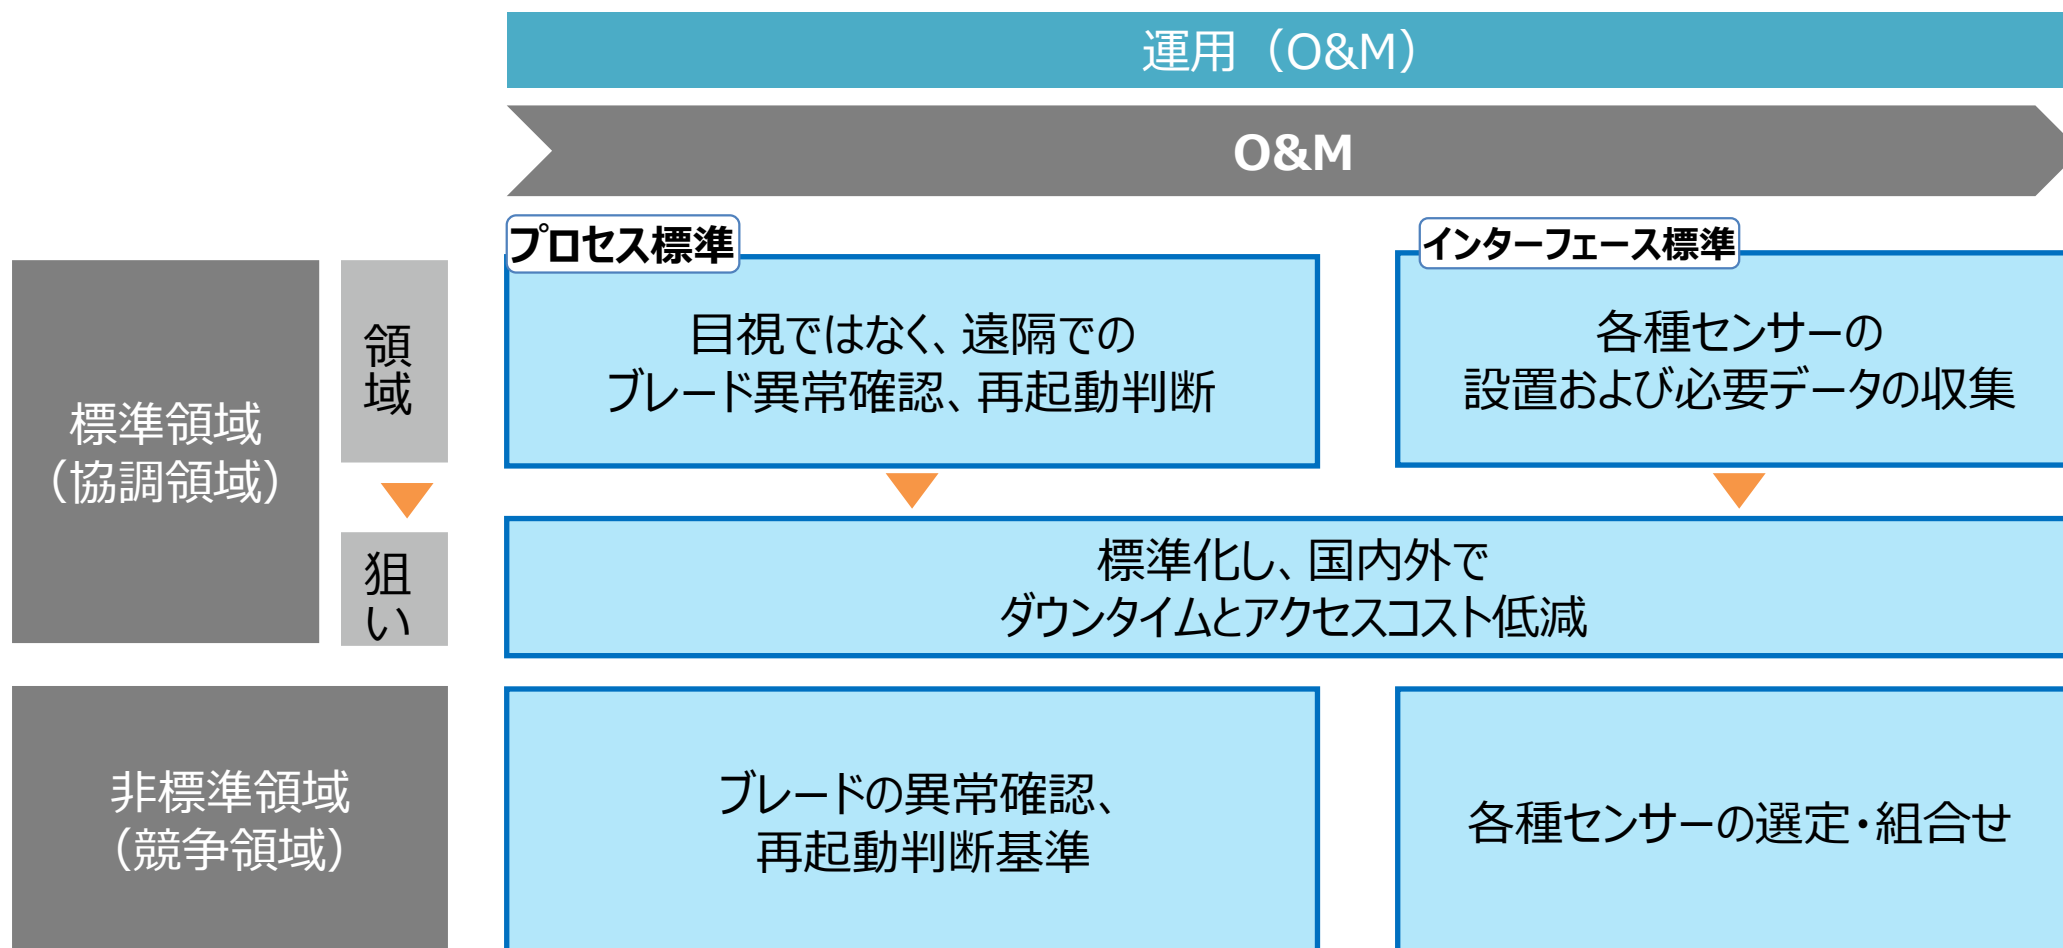 運用（O&M）
O&M
プロセス標準
インターフェース標準
標準領域
（協調領域）
領域
目視ではなく、遠隔での
ブレード異常確認、再起動判断
各種センサーの
設置および必要データの収集
狙い
標準化し、国内外で
ダウンタイムとアクセスコスト低減
非標準領域
（競争領域）
ブレードの異常確認、
再起動判断基準
各種センサーの選定・組合せ